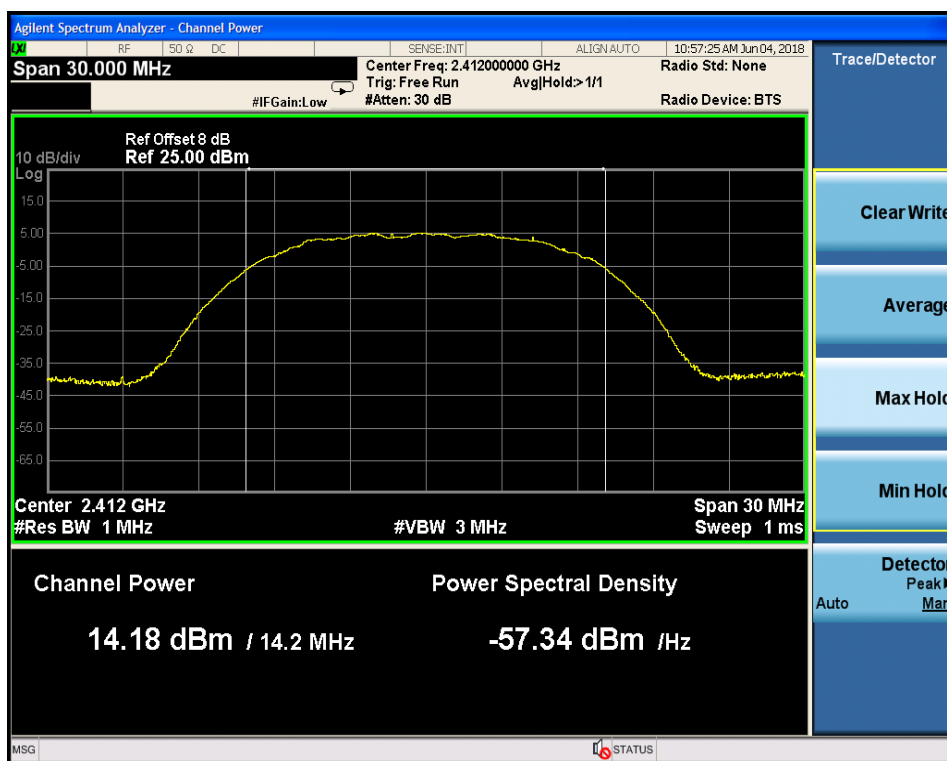 Agilent Spectrum Analyzer - Channel Power
LXI RF 50 Ω DC SENSE:INT ALIGN AUTO 10:57:25 AM Jun 04, 2018
Span 30.000 MHz
Center Freq: 2.412000000 GHz
Radio Std: None
Trig: Free Run Avg|Hold:>1/1
#IFGain:Low #Atten: 30 dB Radio Device: BTS
Ref Offset 8 dB
10 dB/div Ref 25.00 dBm
Log
15.0
5.00
-5.00
-15.0
-25.0
-35.0
-45.0
-55.0
-65.0
Center 2.412 GHz Span 30 MHz
#Res BW 1 MHz #VBW 3 MHz Sweep 1 ms
Channel Power Power Spectral Density
14.18 dBm / 14.2 MHz -57.34 dBm /Hz
MSG STATUS
Trace/Detector
Clear Write
Average
Max Hold
Min Hold
Detector
Peak
Auto Man